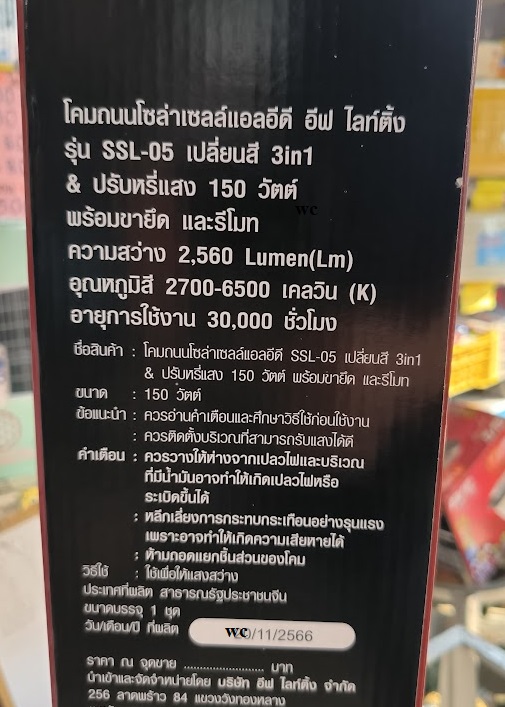 โคมถนนโซล่าเซลล์แอลอีดี อีฟ ไลท์ติ้ง
รุ่น SSL-05 เปลี่ยนสี 3in1
& ปรับหรี่แสง 150 วัตต์
wc
พร้อมขายึด และรีโมท
ความสว่าง 2,560 Lumen(Lm)
อุณหภูมิสี 2700-6500 เคลวิน (K)
อายุการใช้งาน 30,000 ชั่วโมง
ชื่อสินค้า : โคมถนนโซล่าเซลล์แอลอีดี SSL-05 เปลี่ยนสี 3in1
& ปรับหรี่แสง 150 วัตต์ พร้อมขายึด และรีโมท
ขนาด : 150 วัตต์
ข้อแนะนำ : ควรอ่านคำเตือนและศึกษาวิธีใช้ก่อนใช้งาน
: ควรติดตั้งบริเวณที่สามารถรับแสงได้ดี
คำเตือน : ควรวางให้ห่างจากเปลวไฟและบริเวณ
ที่มีน้ำมันอาจทำให้เกิดเปลวไฟหรือ
ระเบิดขึ้นได้
: หลีกเลี่ยงการกระทบกระเทือนอย่างรุนแรง
เพราะอาจทำให้เกิดความเสียหายได้
: ห้ามถอดแยกชิ้นส่วนของโคม
วิธีใช้ : ใช้เพื่อให้แสงสว่าง
ประเทศที่ผลิต สาธารณรัฐประชาชนจีน
ขนาดบรรจุ 1 ชุด
วัน/เดือน/ปี ที่ผลิต wc 0/11/2566
ราคา ณ จุดขาย ........................ บาท
นำเข้าและจัดจำหน่ายโดย บริษัท อีฟ ไลท์ติ้ง จำกัด
256 ลาดพร้าว 84 แขวงวังทองหลาง